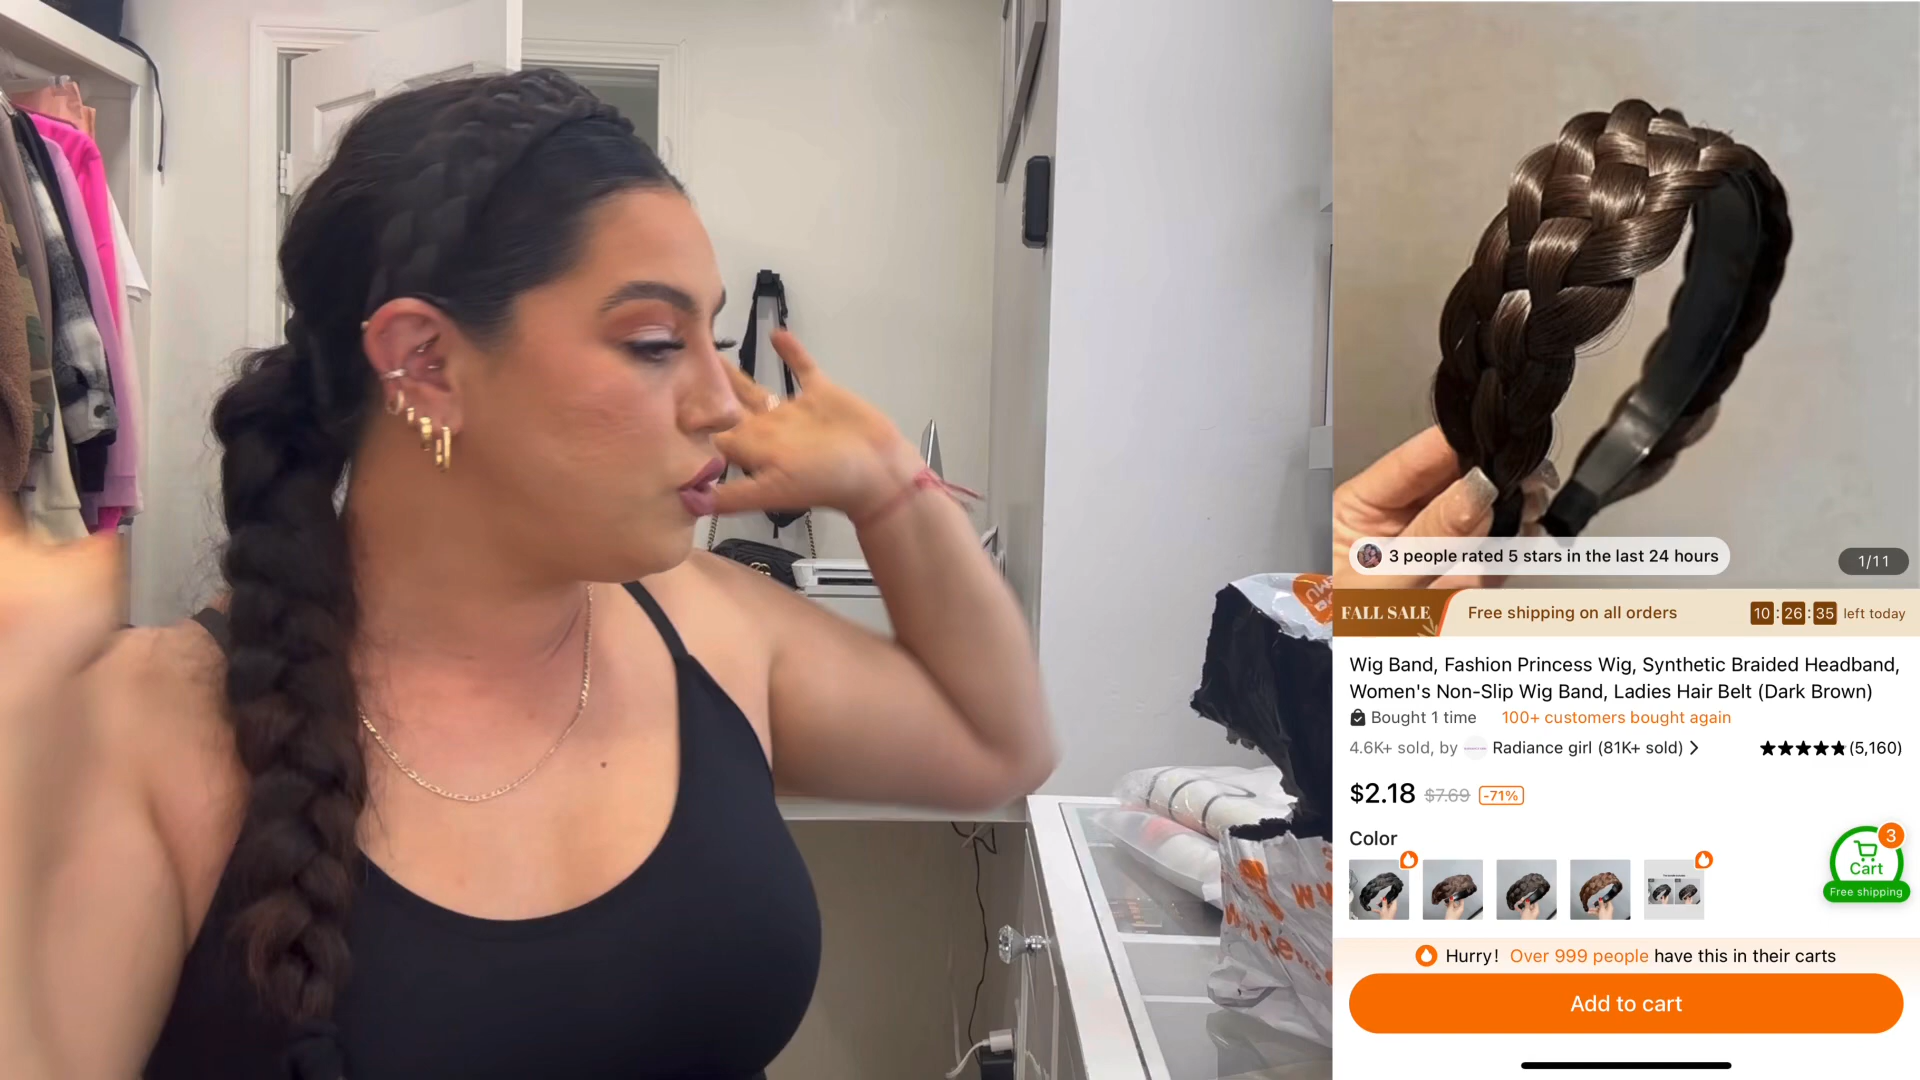 3 people rated 5 stars in the last 24 hours
1/11
FALL SALE
Free shipping on all orders
10:26:35 left today
Wig Band, Fashion Princess Wig, Synthetic Braided Headband,
Women's Non-Slip Wig Band, Ladies Hair Belt (Dark Brown)
Bought 1 time 100+ customers bought again
4.6K+ sold, by Radiance girl (81K+ sold) >
(5,160)
$2.18 $7.69 -71%
Color
3
Cart
Free shipping
Hurry! Over 999 people have this in their carts
Add to cart